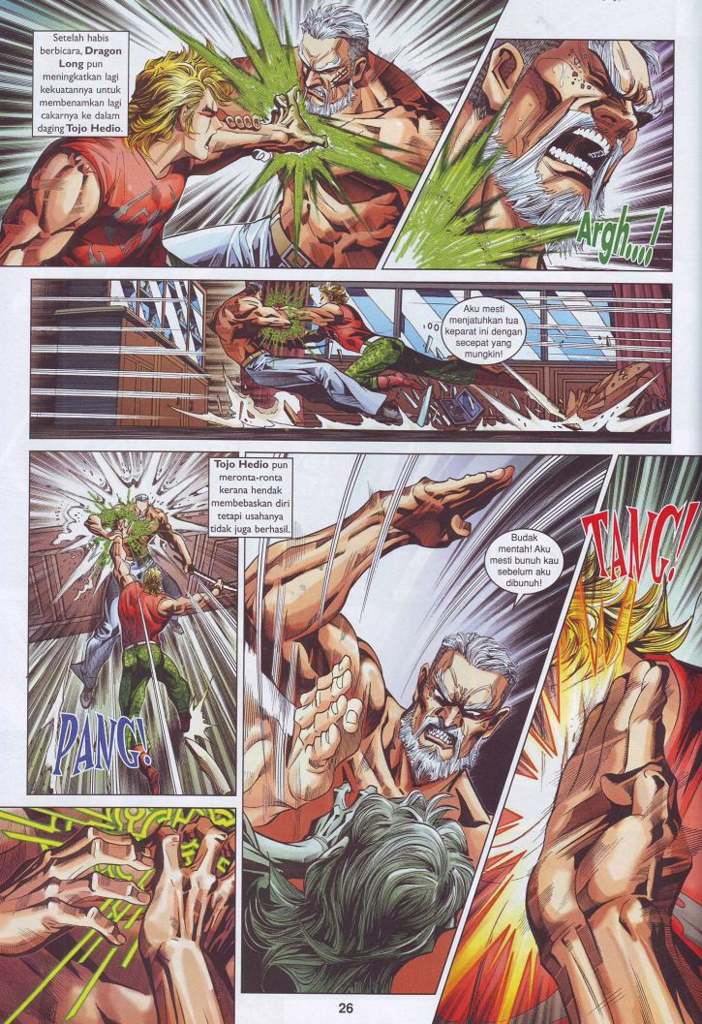 Setelah habis
berbicara, Dragon
Long pun
meningkatkan lagi
kekuatannya untuk
membenamkan lagi
cakarnya ke dalam
daging Tojo Hedio.
Argh....!
Aku mesti
menjatuhkan tua
keparat ini dengan
secepat yang
mungkin!
Tojo Hedio pun
meronta-ronta
kerana hendak
membebaskan diri
tetapi usahanya
tidak juga berhasil.
PANG!
Budak
mentah! Aku
mesti bunuh kau
sebelum aku
dibunuh!
TANG!
26